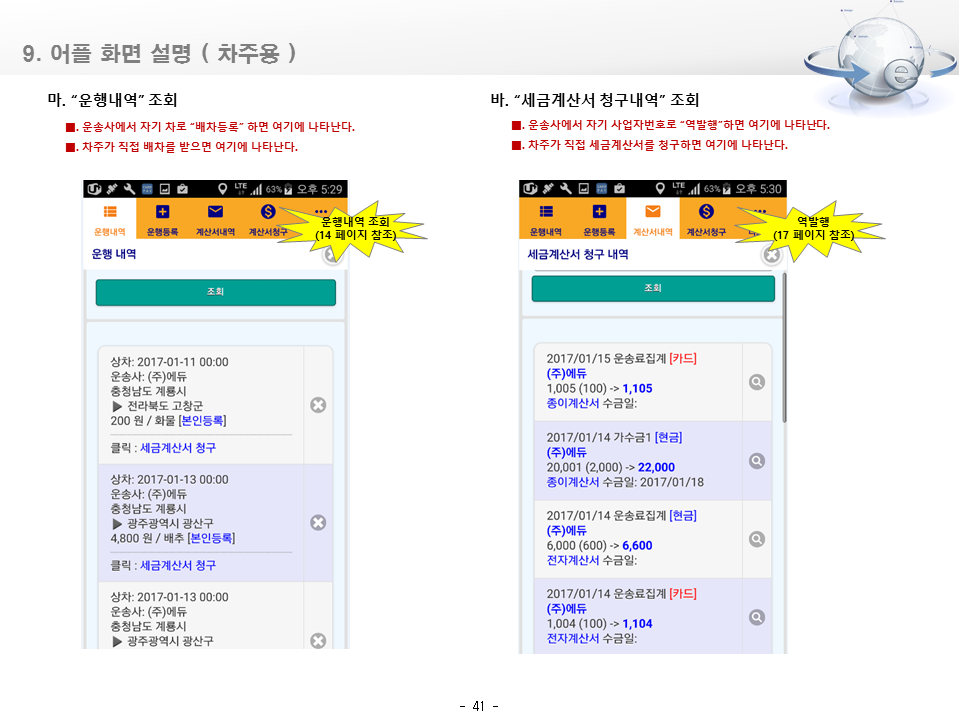 9. 어플 화면 설명 ( 차주용 )
마. “운행내역” 조회
■. 운송사에서 자기 차로 “배차등록” 하면 여기에 나타난다.
■. 차주가 직접 배차를 받으면 여기에 나타난다.
LTE 63% 오후 5:29
운행내역 운행등록 계산서내역 계산서청구
운행내역 조회
(14 페이지 참조)
운행 내역
조회
상차: 2017-01-11 00:00
운송사: (주)에듀
충청남도 계룡시
▶ 전라북도 고창군
200 원 / 화물 [본인등록]
클릭 : 세금계산서 청구
상차: 2017-01-13 00:00
운송사: (주)에듀
충청남도 계룡시
▶ 광주광역시 광산구
4,800 원 / 배추 [본인등록]
클릭 : 세금계산서 청구
상차: 2017-01-13 00:00
운송사: (주)에듀
충청남도 계룡시
▶ 광주광역시 광산구
바. “세금계산서 청구내역” 조회
■. 운송사에서 자기 사업자번호로 “역발행”하면 여기에 나타난다.
■. 차주가 직접 세금계산서를 청구하면 여기에 나타난다.
LTE 63% 오후 5:30
운행내역 운행등록 계산서내역 계산서청구
역발행
(17 페이지 참조)
세금계산서 청구 내역
조회
2017/01/15 운송료집계 [카드]
(주)에듀
1,005 (100) -> 1,105
종이계산서 수금일:
2017/01/14 가수금1 [현금]
(주)에듀
20,001 (2,000) -> 22,000
종이계산서 수금일: 2017/01/18
2017/01/14 운송료집계 [현금]
(주)에듀
6,000 (600) -> 6,600
전자계산서 수금일:
2017/01/14 운송료집계 [카드]
(주)에듀
1,004 (100) -> 1,104
전자계산서 수금일:
- 41 -